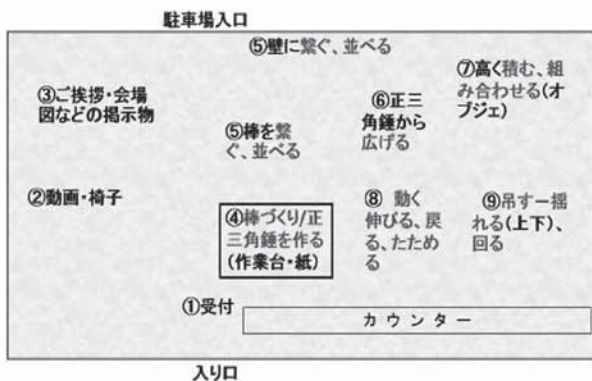 駐車場入口
⑤壁に繋ぐ、並べる
⑦高く積む、組
み合わせる(オ
ブジェ)
③ご挨拶・会場
図などの掲示物
⑥正三
角錐から
広げる
⑤棒を繋
ぐ、並べる
②動画・椅子
④棒づくり/正
三角錐を作る
(作業台・紙)
⑧ 動く
伸びる、戻
る、たためる
⑨吊すー揺
れる(上下)、
回る
①受付
カウンター
入り口